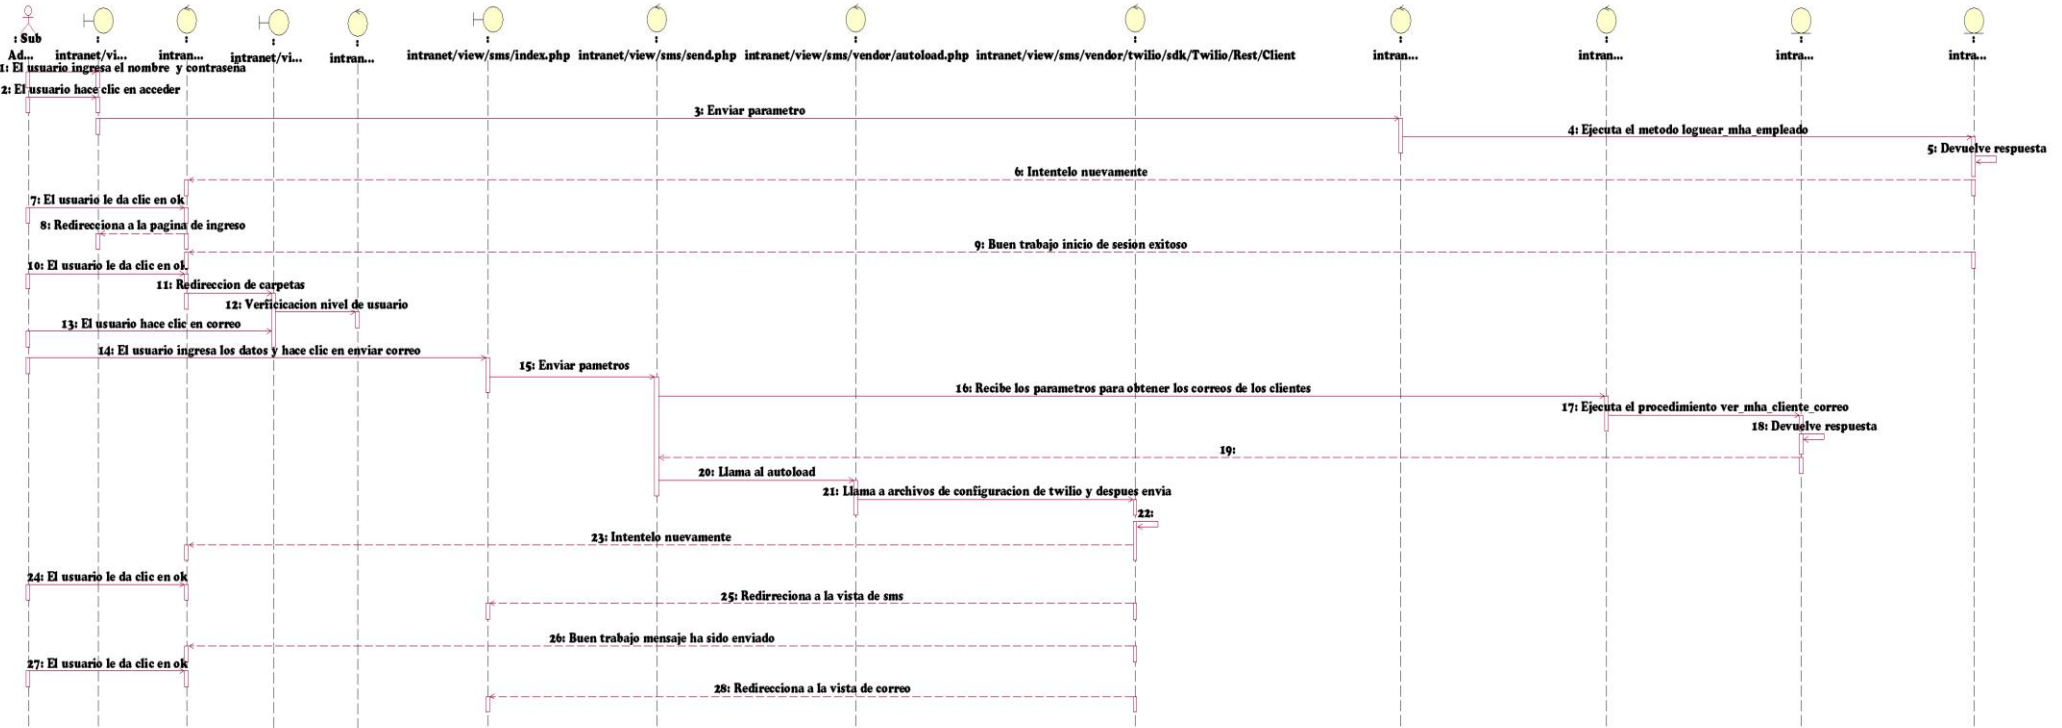 : Sub
Ad...
:
intranet/vi...
:
intran...
:
intranet/vi...
:
intran...
:
intranet/view/sms/index.php
:
intranet/view/sms/send.php
:
intranet/view/sms/vendor/autoload.php
:
intranet/view/sms/vendor/twilio/sdk/Twilio/Rest/Client
:
intran...
:
intran...
:
intra...
:
intra...
1: El usuario ingresa el nombre y contraseña
2: El usuario hace clic en acceder
3: Enviar parametro
4: Ejecuta el metodo loguear_mha_empleado
5: Devuelve respuesta
6: Intentelo nuevamente
7: El usuario le da clic en ok
8: Redirecciona a la pagina de ingreso
9: Buen trabajo inicio de sesion exitoso
10: El usuario le da clic en ok
11: Redireccion de carpetas
12: Verficicacion nivel de usuario
13: El usuario hace clic en correo
14: El usuario ingresa los datos y hace clic en enviar correo
15: Enviar pametros
16: Recibe los parametros para obtener los correos de los clientes
17: Ejecuta el procedimiento ver_mha_cliente_correo
18: Devuelve respuesta
19:
20: Llama al autoload
21: Llama a archivos de configuracion de twilio y despues envia
22:
23: Intentelo nuevamente
24: El usuario le da clic en ok
25: Redirreciona a la vista de sms
26: Buen trabajo mensaje ha sido enviado
27: El usuario le da clic en ok
28: Redirecciona a la vista de correo